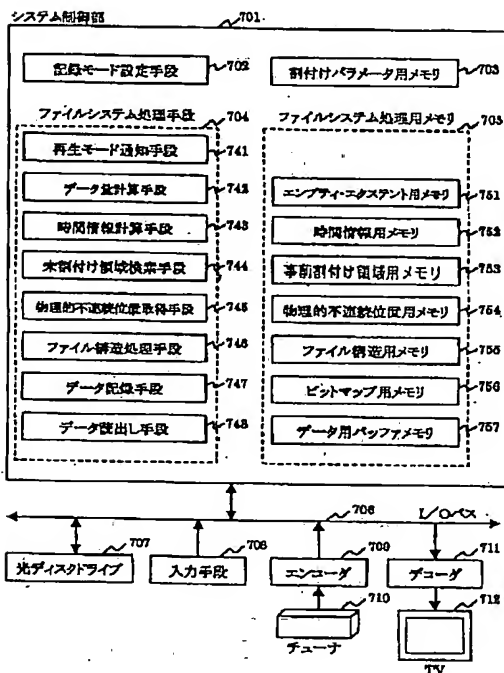 システム制御部
701
記録モード設定手段
702
割付けパラメータ用メモリ
703
ファイルシステム処理手段
704
再生モード通知手段
741
データ量計算手段
742
時間情報計算手段
743
未割付け領域検索手段
744
物理的不連続位置取得手段
745
ファイル構造処理手段
746
データ記録手段
747
データ読出し手段
748
ファイルシステム処理用メモリ
705
エンプティ・エクステント用メモリ
751
時間情報用メモリ
752
事前割付け領域用メモリ
753
物理的不連続位置用メモリ
754
ファイル構造用メモリ
755
ビットマップ用メモリ
756
データ用バッファメモリ
757
706
I/Oバス
光ディスクドライブ
707
入力手段
708
エンコーダ
709
デコーダ
711
チューナ
710
TV
712